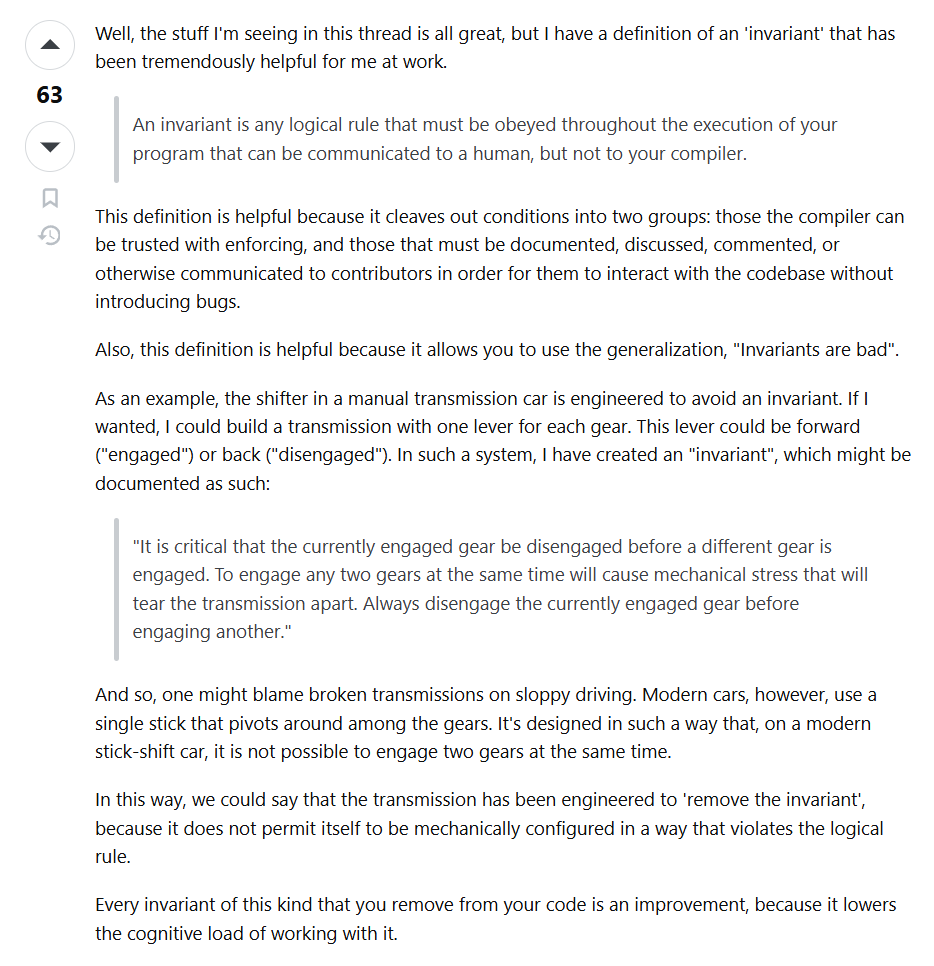 Well, the stuff I'm seeing in this thread is all great, but I have a definition of an 'invariant' that has
been tremendously helpful for me at work.
63
An invariant is any logical rule that must be obeyed throughout the execution of your
program that can be communicated to a human, but not to your compiler.
This definition is helpful because it cleaves out conditions into two groups: those the compiler can
be trusted with enforcing, and those that must be documented, discussed, commented, or
otherwise communicated to contributors in order for them to interact with the codebase without
introducing bugs.
Also, this definition is helpful because it allows you to use the generalization, "Invariants are bad".
As an example, the shifter in a manual transmission car is engineered to avoid an invariant. If I
wanted, I could build a transmission with one lever for each gear. This lever could be forward
("engaged") or back ("disengaged"). In such a system, I have created an "invariant", which might be
documented as such:
"It is critical that the currently engaged gear be disengaged before a different gear is
engaged. To engage any two gears at the same time will cause mechanical stress that will
tear the transmission apart. Always disengage the currently engaged gear before
engaging another."
And so, one might blame broken transmissions on sloppy driving. Modern cars, however, use a
single stick that pivots around among the gears. It's designed in such a way that, on a modern
stick-shift car, it is not possible to engage two gears at the same time.
In this way, we could say that the transmission has been engineered to 'remove the invariant',
because it does not permit itself to be mechanically configured in a way that violates the logical
rule.
Every invariant of this kind that you remove from your code is an improvement, because it lowers
the cognitive load of working with it.